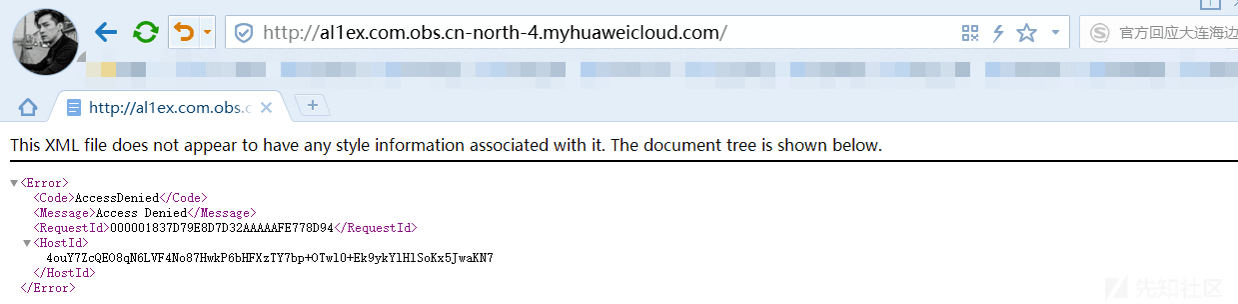 http://al1ex.com.obs.cn-north-4.myhuaweicloud.com/
官方回应大连海边
http://al1ex.com.obs.c
This XML file does not appear to have any style information associated with it. The document tree is shown below.
<Error>
<Code>AccessDenied</Code>
<Message>Access Denied</Message>
<RequestId>000001837D79E8D7D32AAAAAFE778D94</RequestId>
<HostId>
4ouY7ZcQEO8qN6LVF4No87HwkP6bHFXzTY7bp+OTwlO+Ek9ykYlHlSoKx5JwaKN7
</HostId>
</Error>
先知社区